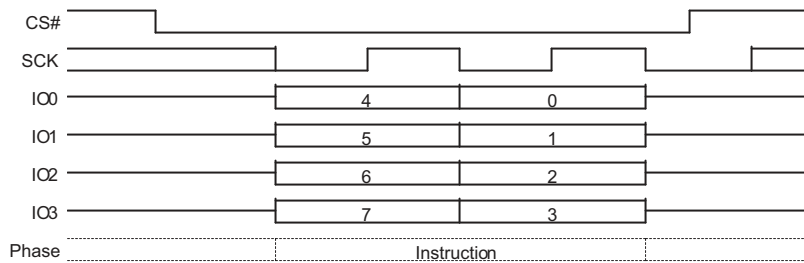 CS#
SCK
IO0 4 0
IO1 5 1
IO2 6 2
IO3 7 3
Phase Instruction